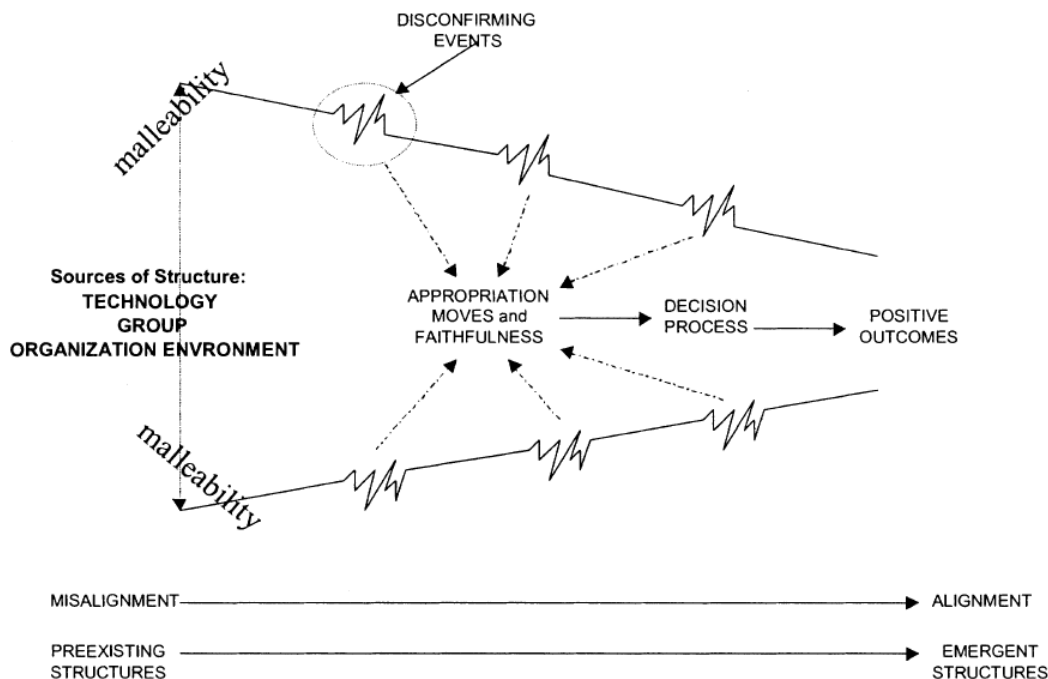 DISCONFIRMING
EVENTS
malleability
Sources of Structure:
TECHNOLOGY
GROUP
ORGANIZATION ENVRONMENT
APPROPRIATION
MOVES and
FAITHFULNESS
DECISION
PROCESS
POSITIVE
OUTCOMES
malleability
MISALIGNMENT
ALIGNMENT
PREEXISTING
STRUCTURES
EMERGENT
STRUCTURES